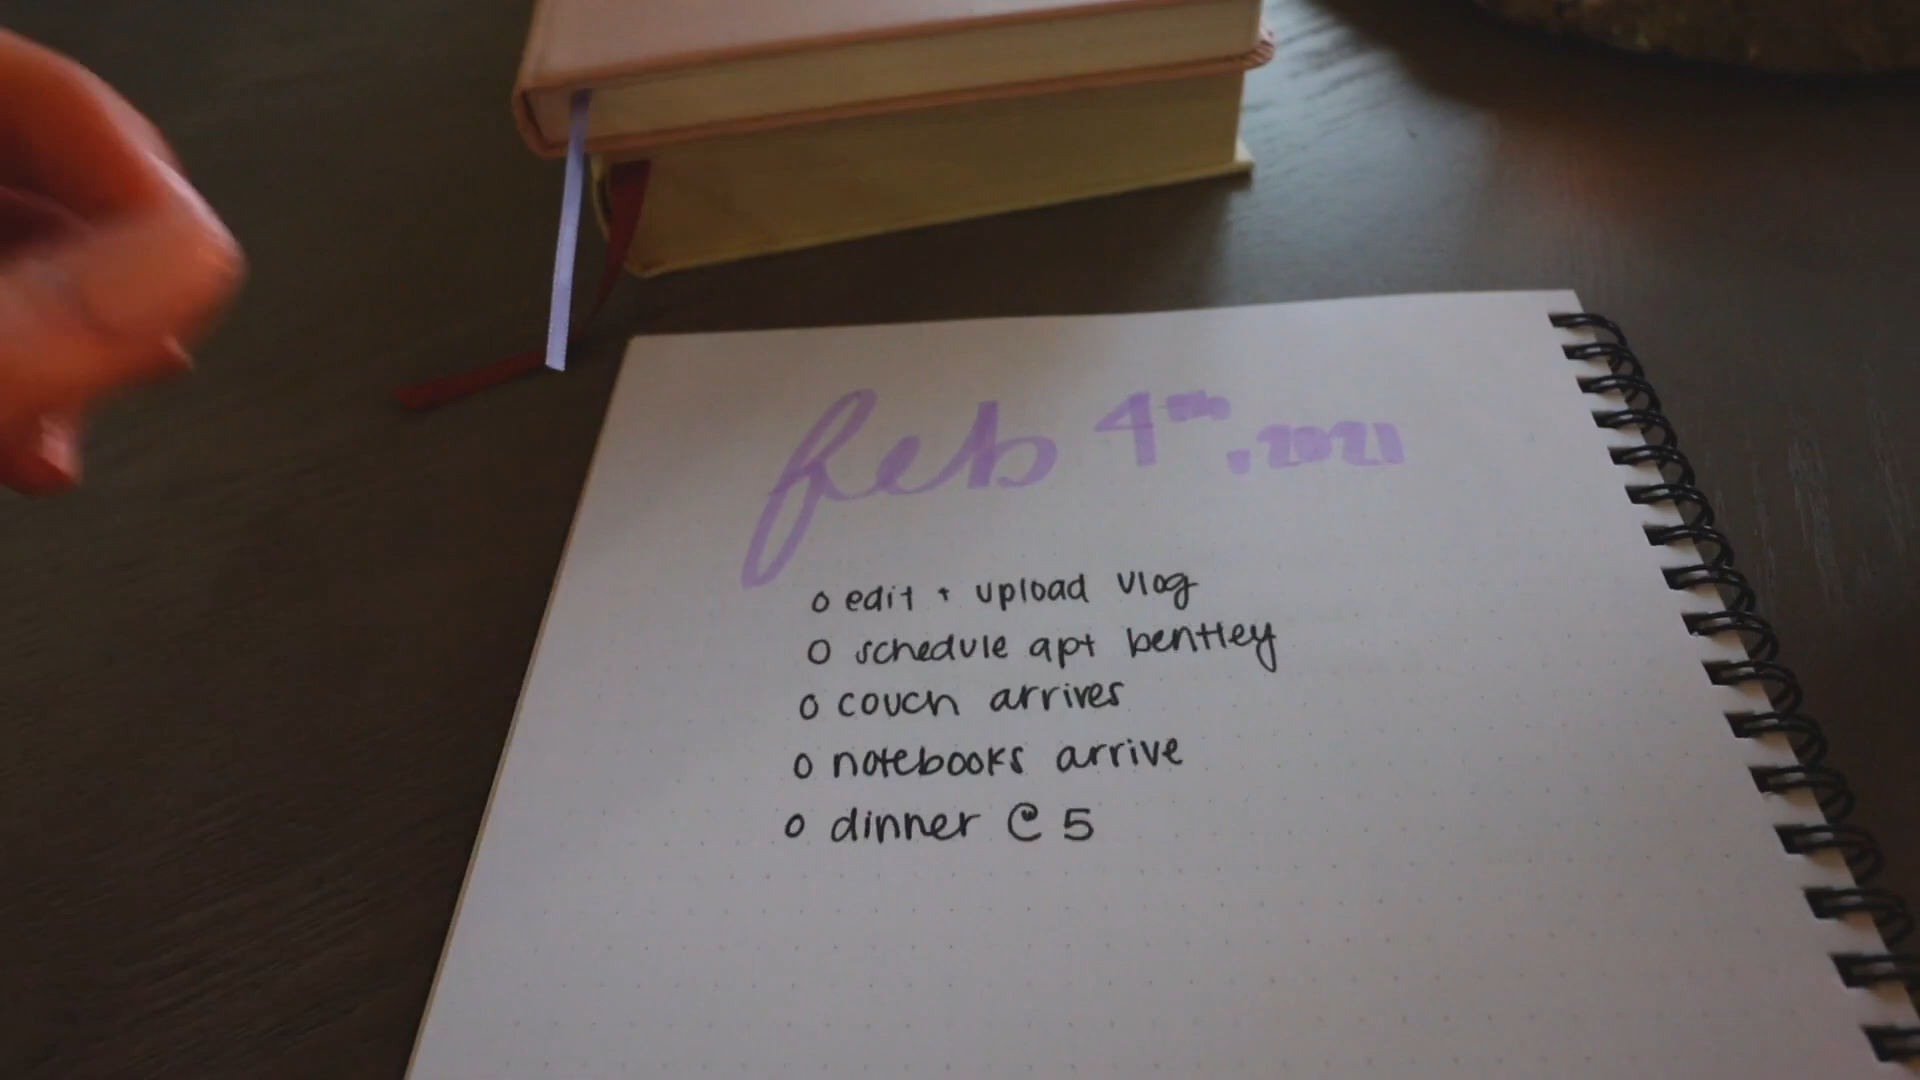 feb 4th, 2021
o edit + upload vlog
o schedule apt bentley
o couch arrives
o notebooks arrive
o dinner @ 5